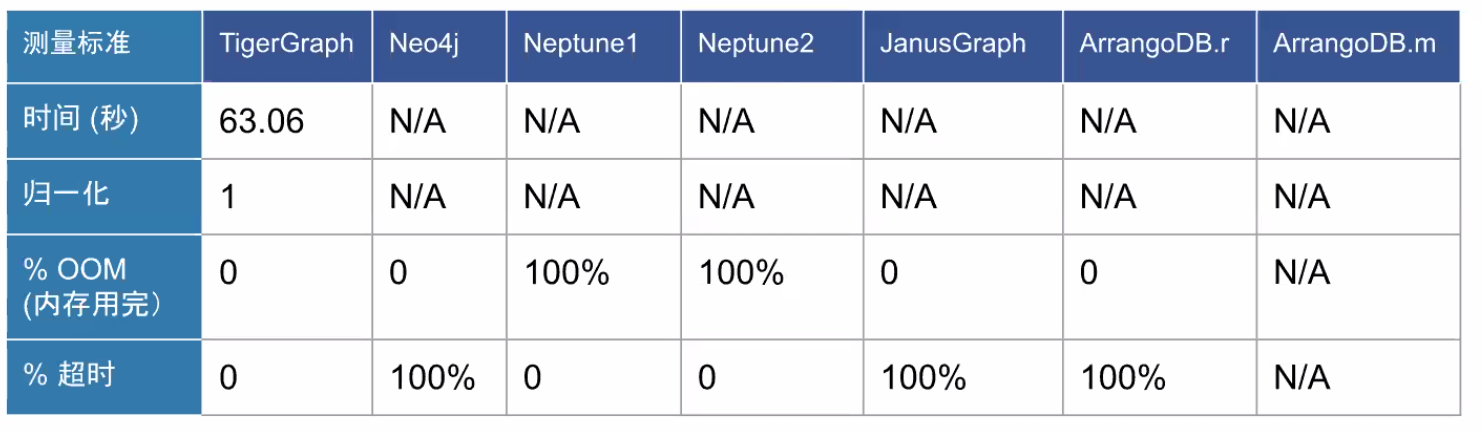 测量标准 TigerGraph Neo4j Neptune1 Neptune2 JanusGraph ArrangoDB.r ArrangoDB.m
时间 (秒) 63.06 N/A N/A N/A N/A N/A N/A
归一化 1 N/A N/A N/A N/A N/A N/A
% OOM
(内存用完） 0 0 100% 100% 0 0 N/A
% 超时 0 100% 0 0 100% 100% N/A